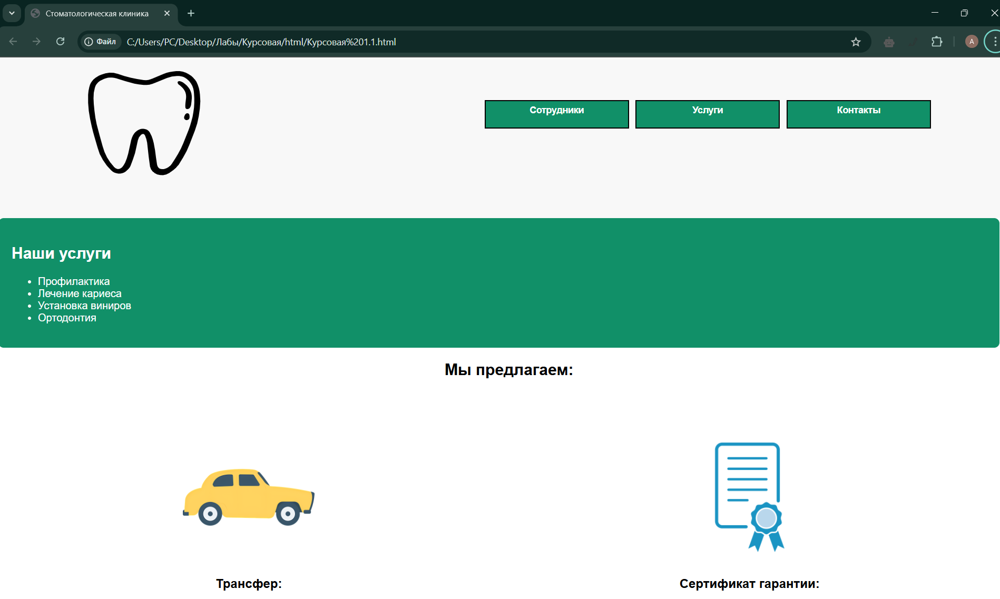 Стоматологическая клиника
Файл
C:/Users/PC/Desktop/Лабы/Курсовая/html/Курсовая%201.1.html
A
Сотрудники
Услуги
Контакты
Наши услуги
Профилактика
Лечение кариеса
Установка виниров
Ортодонтия
Мы предлагаем:
Трансфер:
Сертификат гарантии: